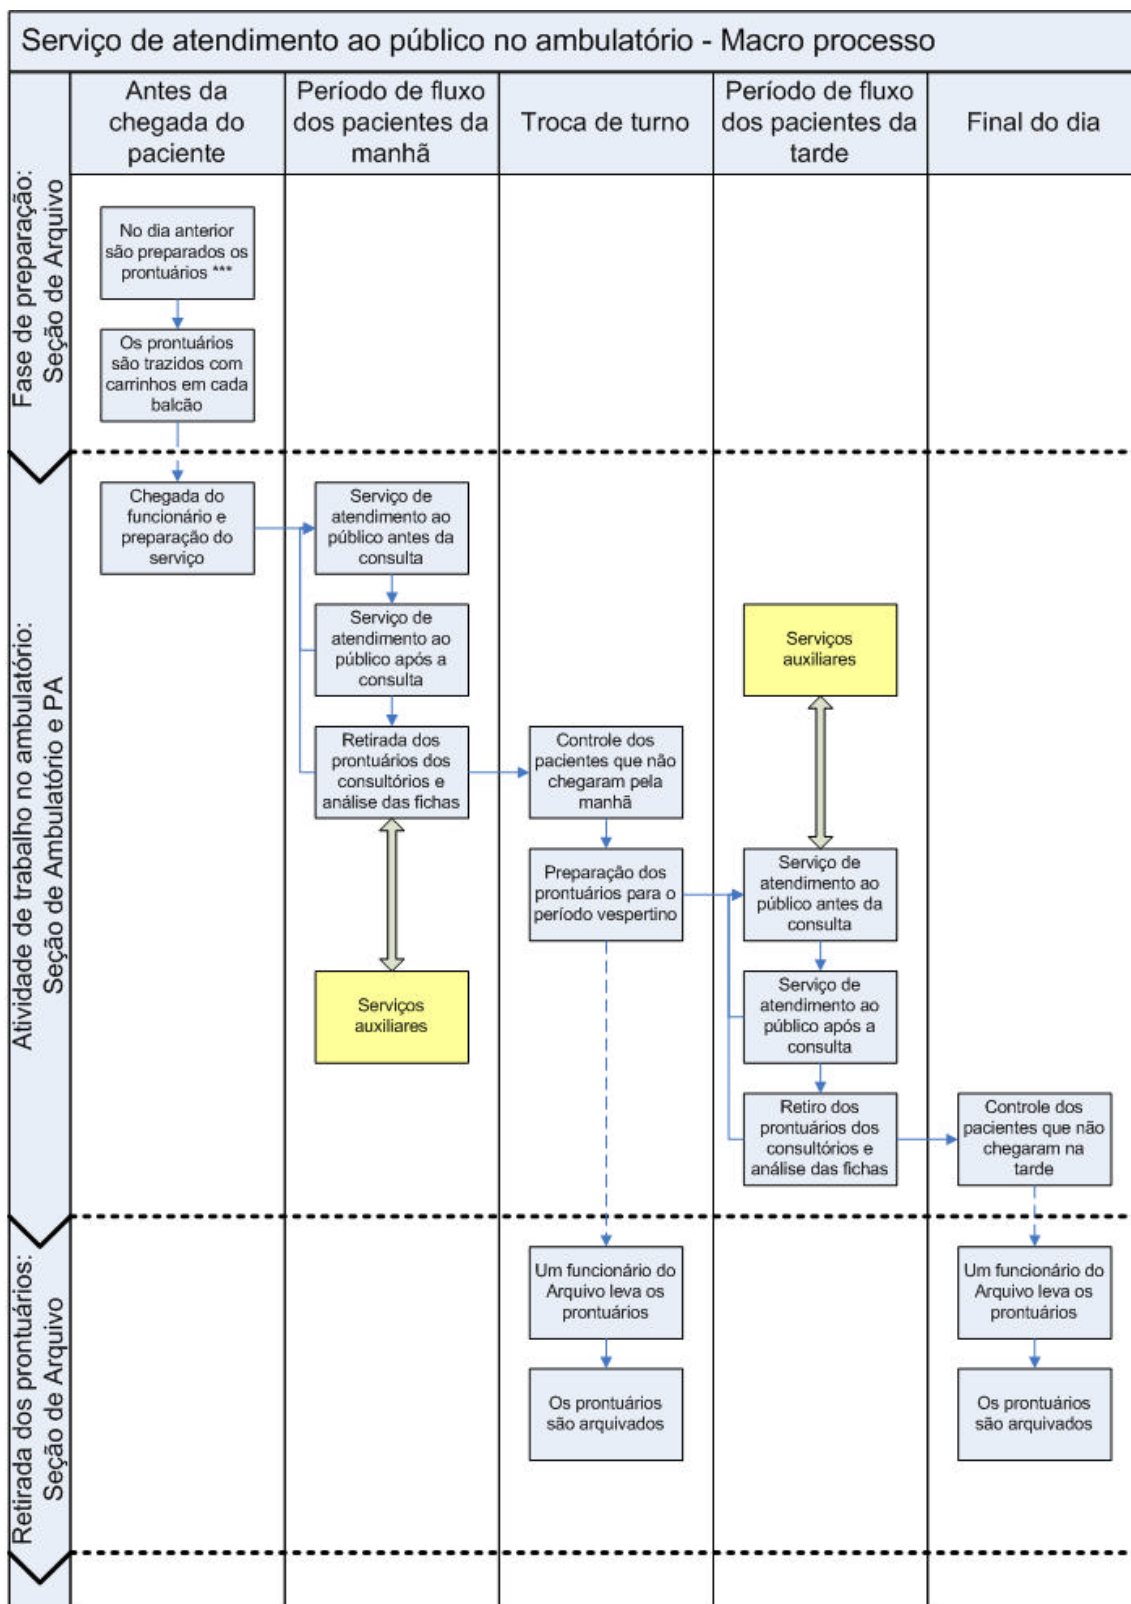 Serviço de atendimento ao público no ambulatório - Macro processo
Antes da
chegada do
paciente
Período de fluxo
dos pacientes da
manhã
Troca de turno
Período de fluxo
dos pacientes da
tarde
Final do dia
Fase de preparação:
Seção de Arquivo
No dia anterior
são preparados os
prontuários ***
Os prontuários
são trazidos com
carrinhos em cada
balcão
Atividade de trabalho no ambulatório:
Seção de Ambulatório e PA
Chegada do
funcionário e
preparação do
serviço
Serviço de
atendimento ao
público antes da
consulta
Serviço de
atendimento ao
público após a
consulta
Retirada dos
prontuários dos
consultórios e
análise das fichas
Serviços
auxiliares
Controle dos
pacientes que não
chegaram pela
manhã
Preparação dos
prontuários para o
período vespertino
Serviços
auxiliares
Serviço de
atendimento ao
público antes da
consulta
Serviço de
atendimento ao
público após a
consulta
Retiro dos
prontuários dos
consultórios e
análise das fichas
Controle dos
pacientes que não
chegaram na
tarde
Retirada dos prontuários:
Seção de Arquivo
Um funcionário do
Arquivo leva os
prontuários
Os prontuários
são arquivados
Um funcionário do
Arquivo leva os
prontuários
Os prontuários
são arquivados